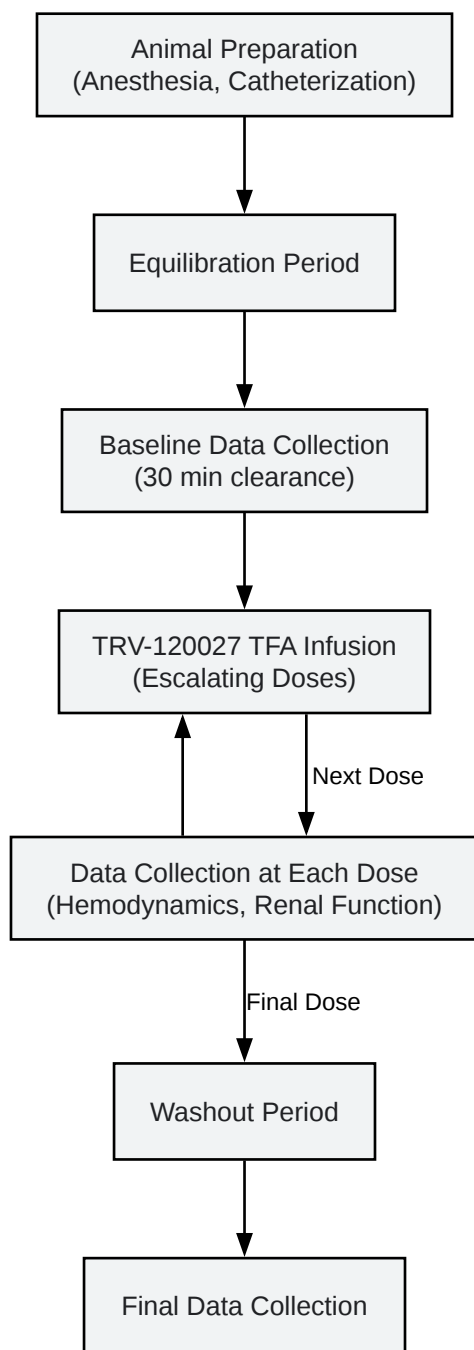 Animal Preparation
(Anesthesia, Catheterization)
Equilibration Period
Baseline Data Collection
(30 min clearance)
TRV-120027 TFA Infusion
(Escalating Doses)
Next Dose
Data Collection at Each Dose
(Hemodynamics, Renal Function)
Final Dose
Washout Period
Final Data Collection